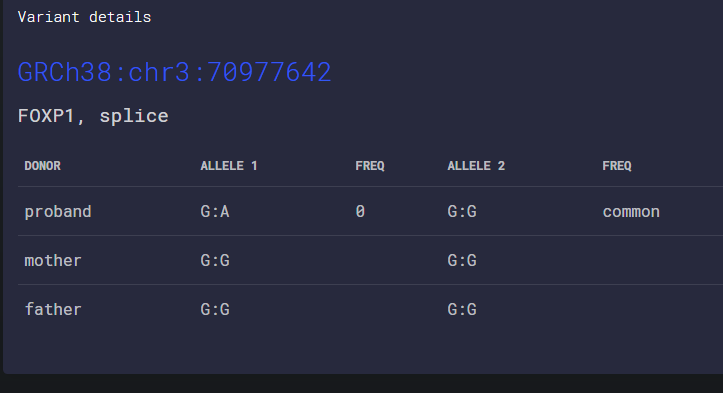 Variant details
GRCh38:chr3:70977642
FOXP1, splice
DONOR ALLELE 1 FREQ ALLELE 2 FREQ
proband G:A 0 G:G common
mother G:G G:G
father G:G G:G